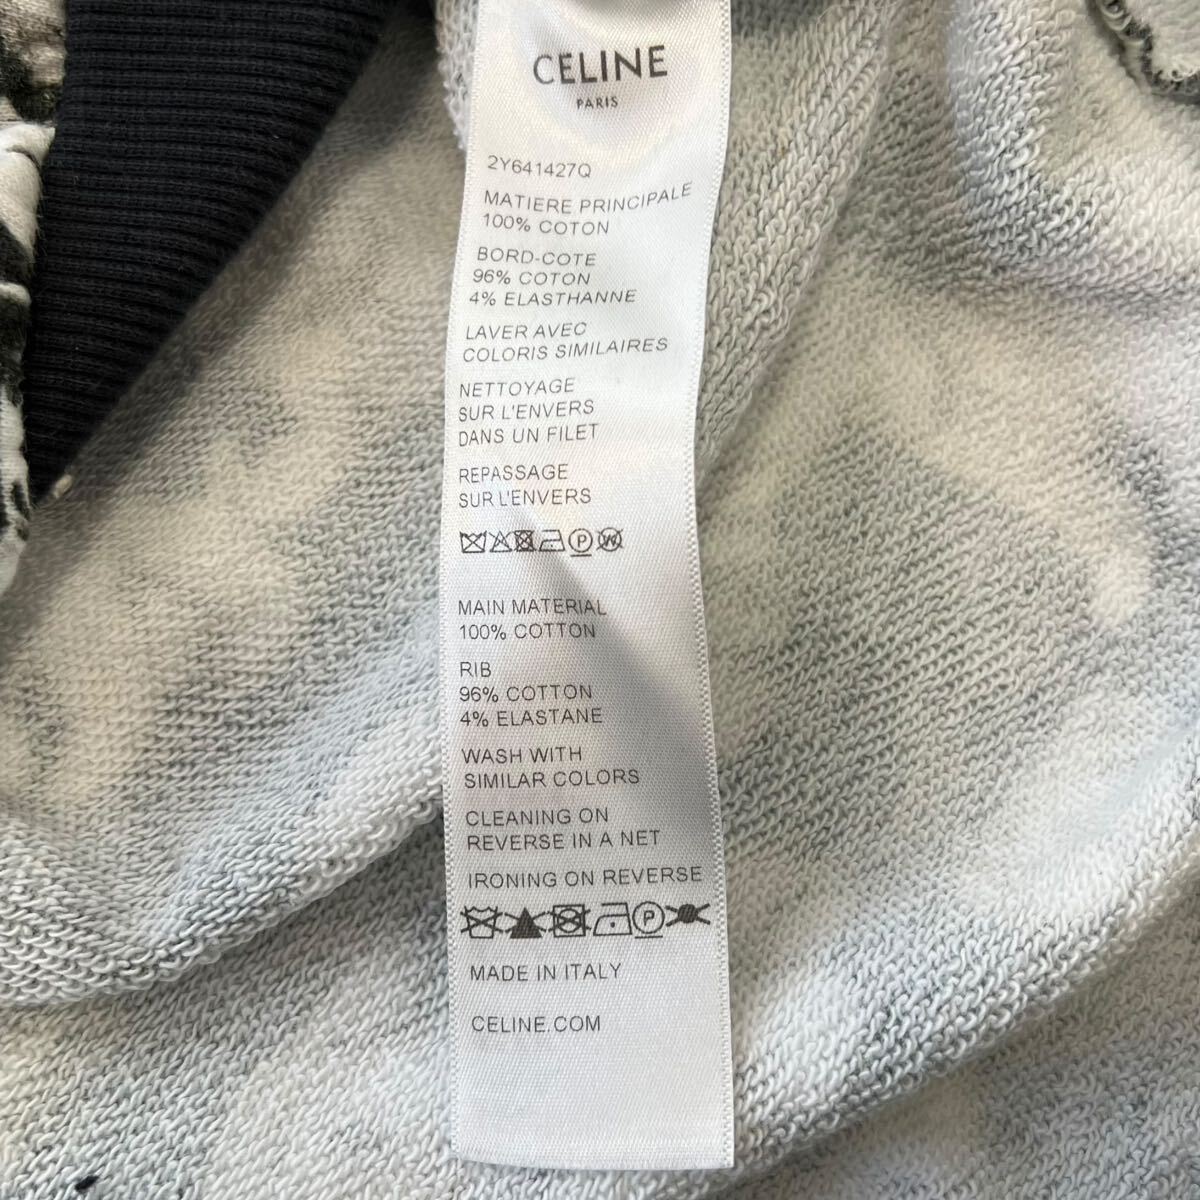 CELINE
PARIS
2Y641427Q
MATIERE PRINCIPALE
100% COTON
BORD-COTE
96% COTON
4% ELASTHANNE
LAVER AVEC
COLORIS SIMILAIRES
NETTOYAGE
SUR L'ENVERS
DANS UN FILET
REPASSAGE
SUR L'ENVERS
P W
MAIN MATERIAL
100% COTTON
RIB
96% COTTON
4% ELASTANE
WASH WITH
SIMILAR COLORS
CLEANING ON
REVERSE IN A NET
IRONING ON REVERSE
P
MADE IN ITALY
CELINE.COM